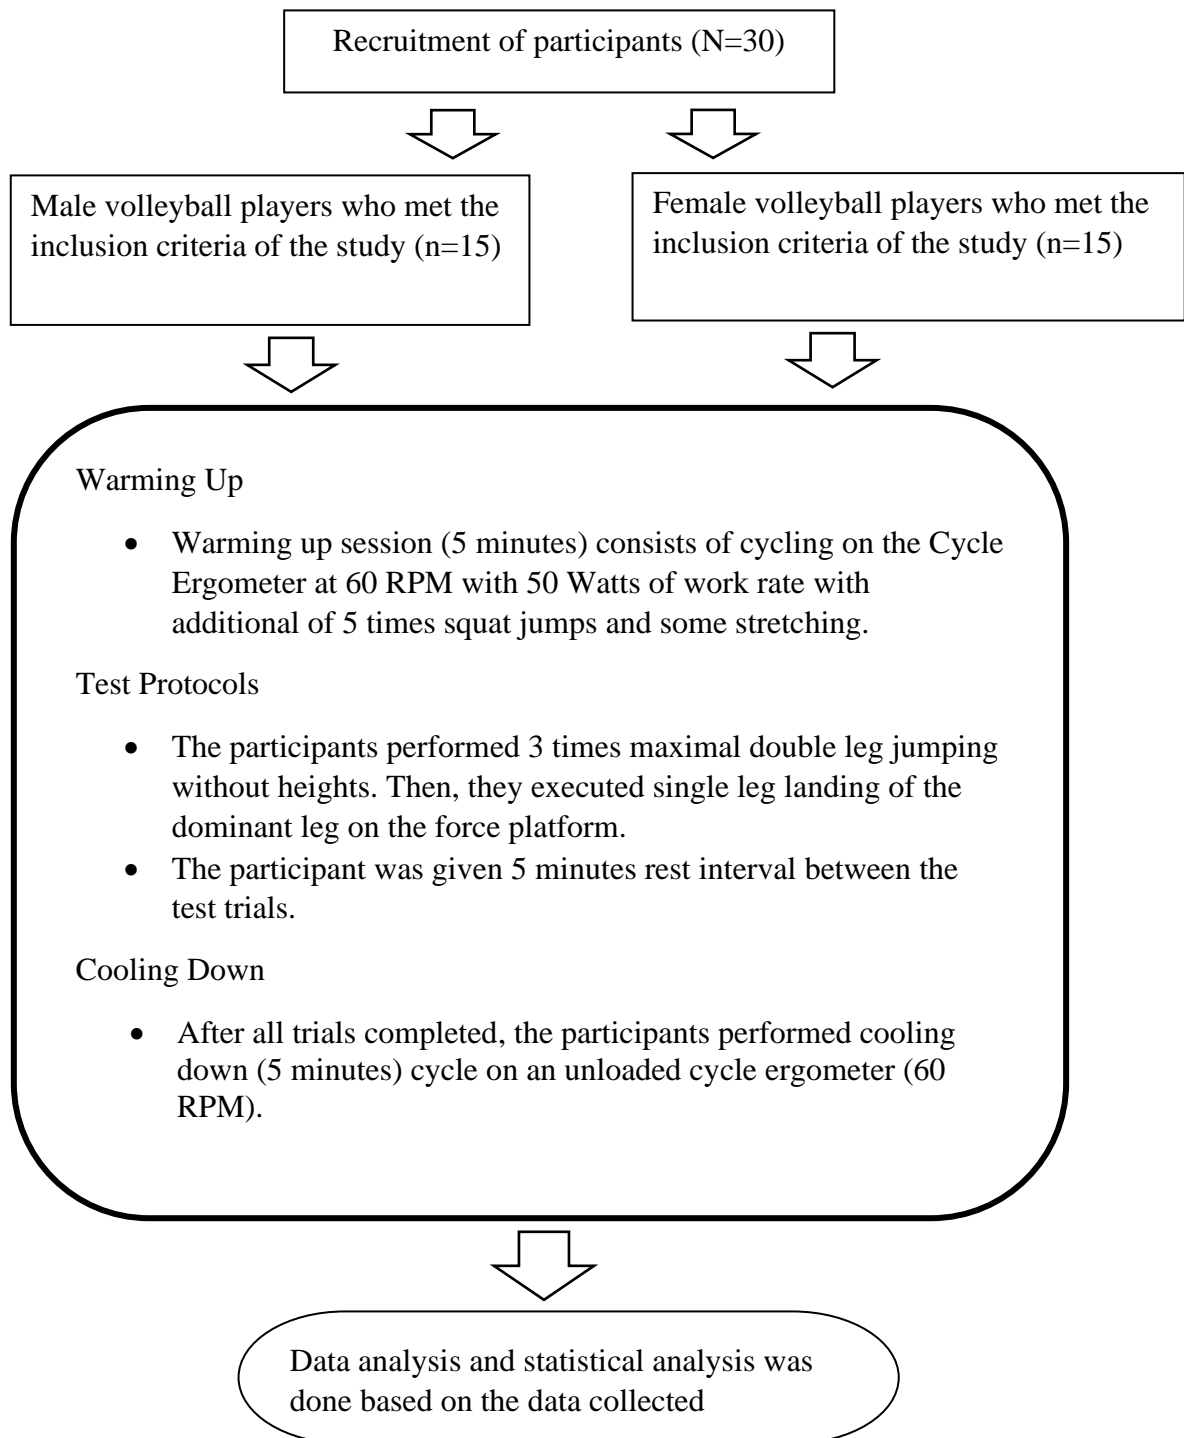 Recruitment of participants (N=30)
Male volleyball players who met the
inclusion criteria of the study (n=15)
Female volleyball players who met the
inclusion criteria of the study (n=15)
Warming Up
• Warming up session (5 minutes) consists of cycling on the Cycle
Ergometer at 60 RPM with 50 Watts of work rate with
additional of 5 times squat jumps and some stretching.
Test Protocols
• The participants performed 3 times maximal double leg jumping
without heights. Then, they executed single leg landing of the
dominant leg on the force platform.
• The participant was given 5 minutes rest interval between the
test trials.
Cooling Down
• After all trials completed, the participants performed cooling
down (5 minutes) cycle on an unloaded cycle ergometer (60
RPM).
Data analysis and statistical analysis was
done based on the data collected